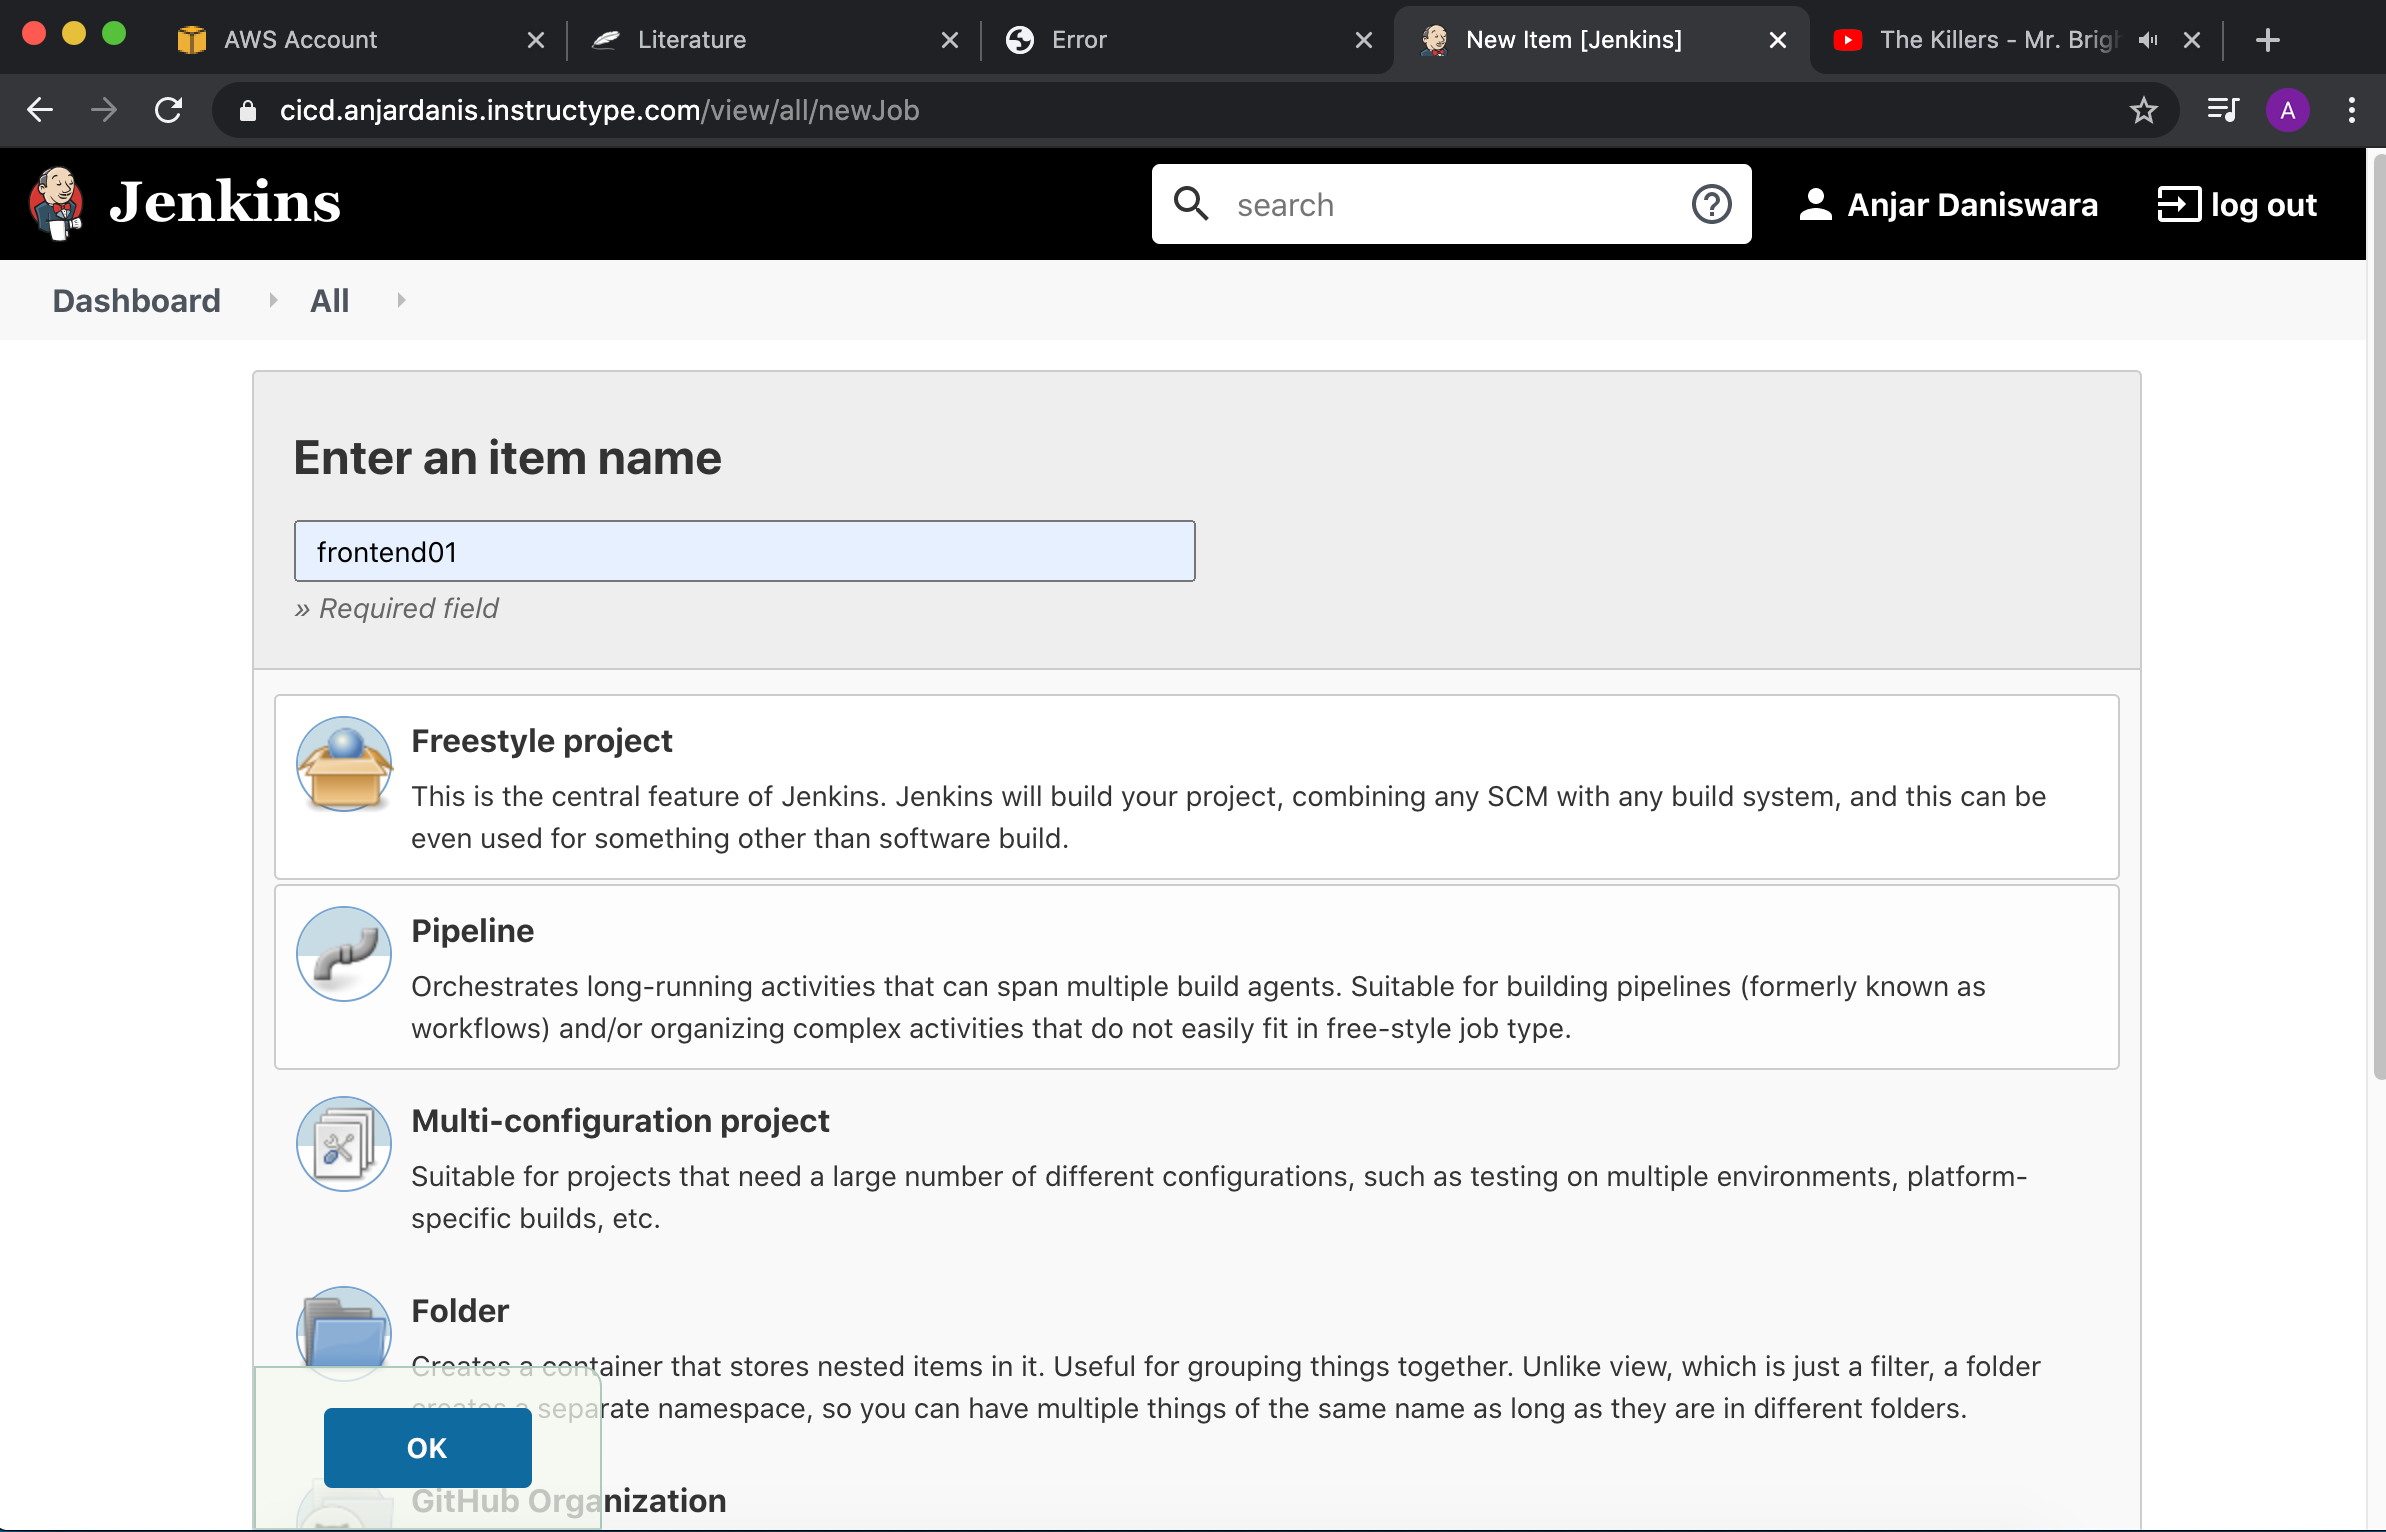 AWS Account
Literature
Error
New Item [Jenkins]
The Killers - Mr. Brigh
cicd.anjardanis.instructype.com/view/all/newJob
A
Jenkins
search
Anjar Daniswara
log out
Dashboard
All
Enter an item name
frontend01
» Required field
Freestyle project
This is the central feature of Jenkins. Jenkins will build your project, combining any SCM with any build system, and this can be
even used for something other than software build.
Pipeline
Orchestrates long-running activities that can span multiple build agents. Suitable for building pipelines (formerly known as
workflows) and/or organizing complex activities that do not easily fit in free-style job type.
Multi-configuration project
Suitable for projects that need a large number of different configurations, such as testing on multiple environments, platform-
specific builds, etc.
Folder
Creates a container that stores nested items in it. Useful for grouping things together. Unlike view, which is just a filter, a folder
creates a separate namespace, so you can have multiple things of the same name as long as they are in different folders.
OK
GitHub Organization